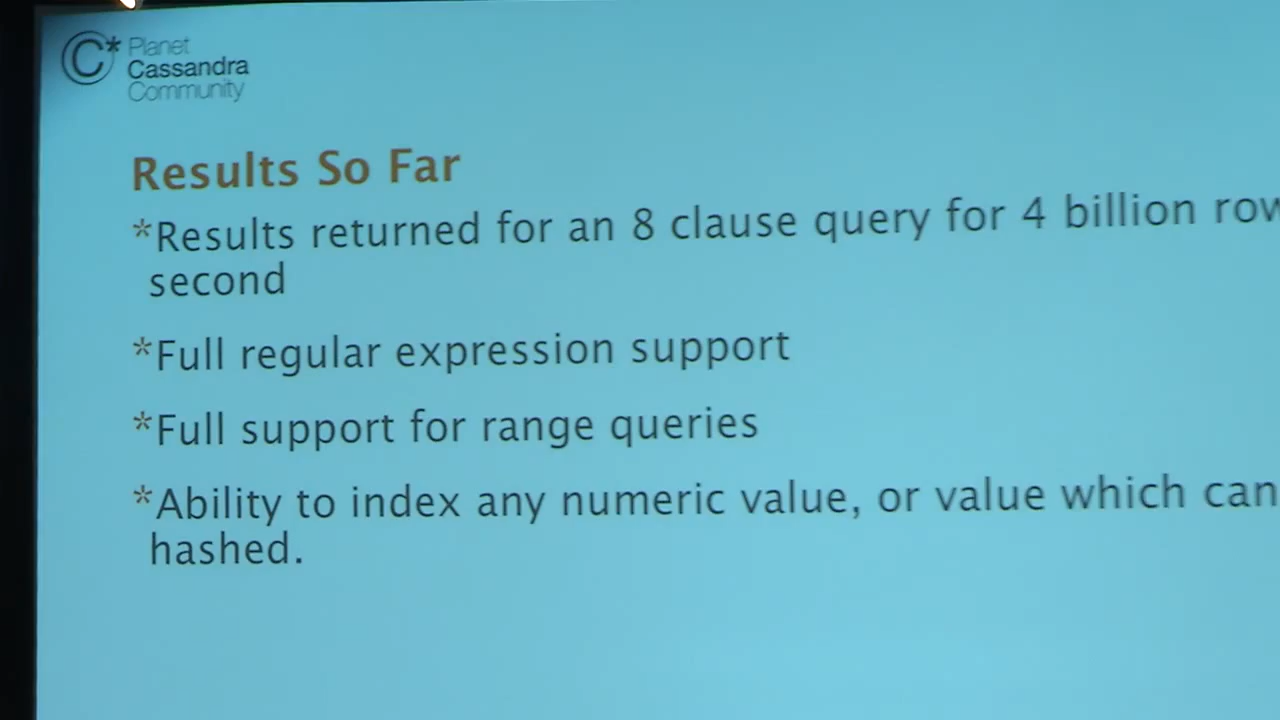 C* Planet
Cassandra
Community
Results So Far
*Results returned for an 8 clause query for 4 billion
second
*Full regular expression support
*Full support for range queries
*Ability to index any numeric value, or value which can
hashed.